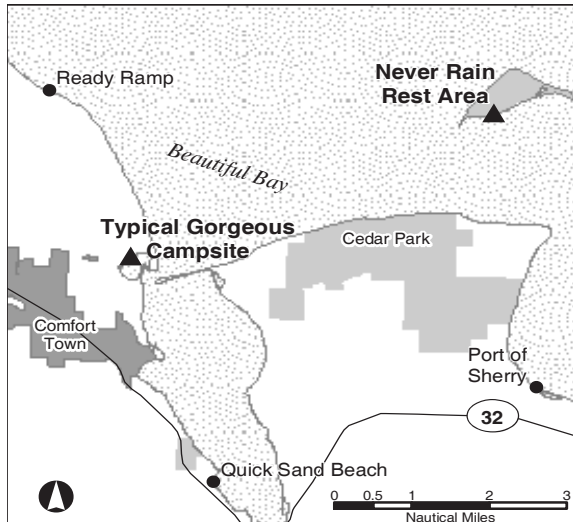 Ready Ramp
Never Rain
Rest Area
Beautiful Bay
Typical Gorgeous
Campsite
Cedar Park
Comfort
Town
Port of
Sherry
32
Quick Sand Beach
0 0.5 1 2 3
Nautical Miles